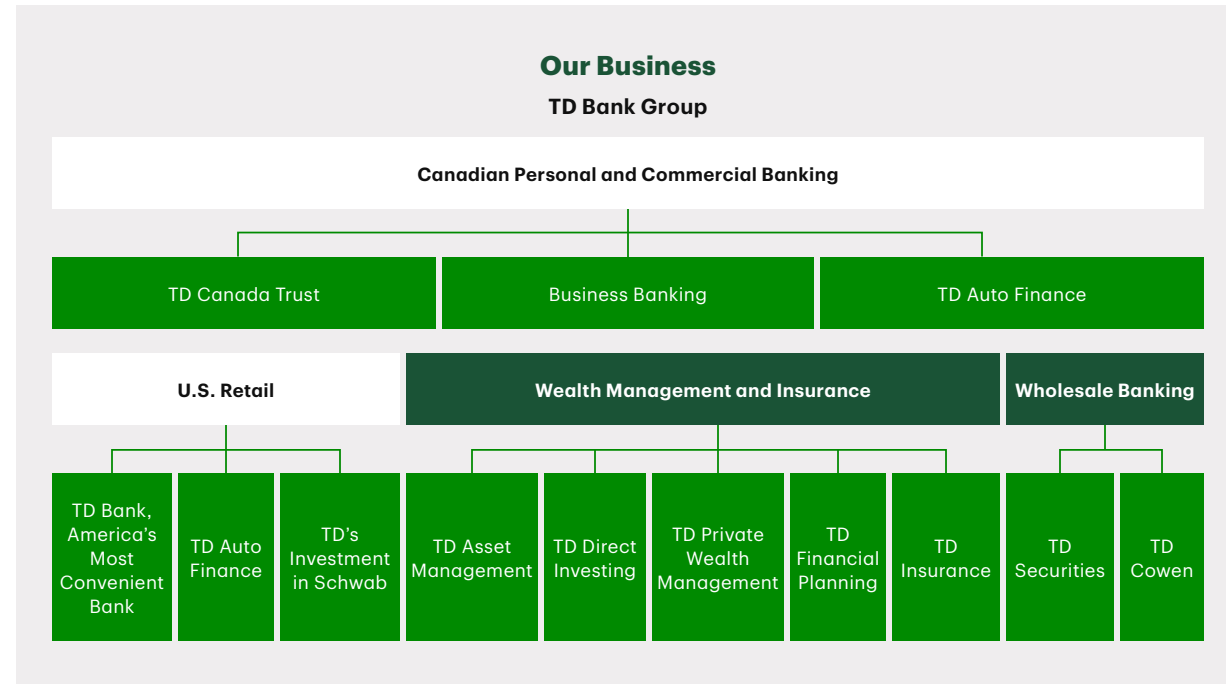 Our Business
TD Bank Group
Canadian Personal and Commercial Banking
TD Canada Trust
Business Banking
TD Auto Finance
U.S. Retail
Wealth Management and Insurance
Wholesale Banking
TD Bank,
America's
Most
Convenient
Bank
TD Auto
Finance
TD's
Investment
in Schwab
TD Asset
Management
TD Direct
Investing
TD Private
Wealth
Management
TD
Financial
Planning
TD
Insurance
TD
Securities
TD
Cowen